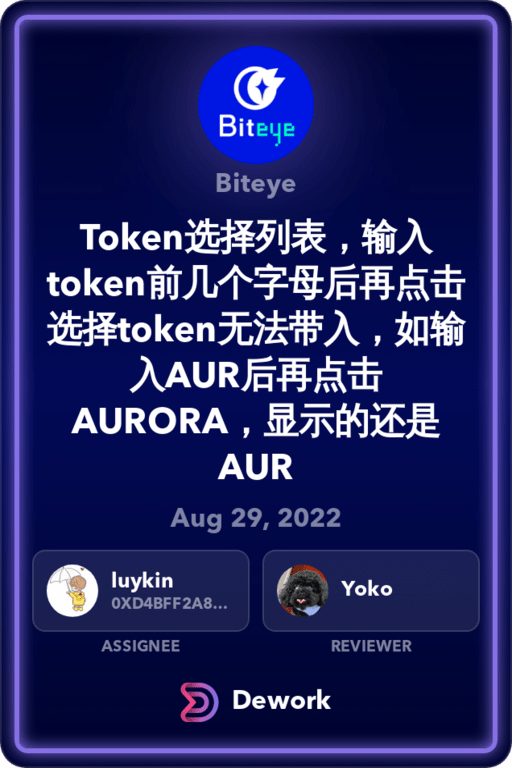 Biteye
Biteye
Token选择列表，输入
token前几个字母后再点击
选择token无法带入，如输
入AUR后再点击
AURORA，显示的还是
AUR
Aug 29, 2022
luykin
0XD4BFF2A8...
Yoko
ASSIGNEE
REVIEWER
Dework